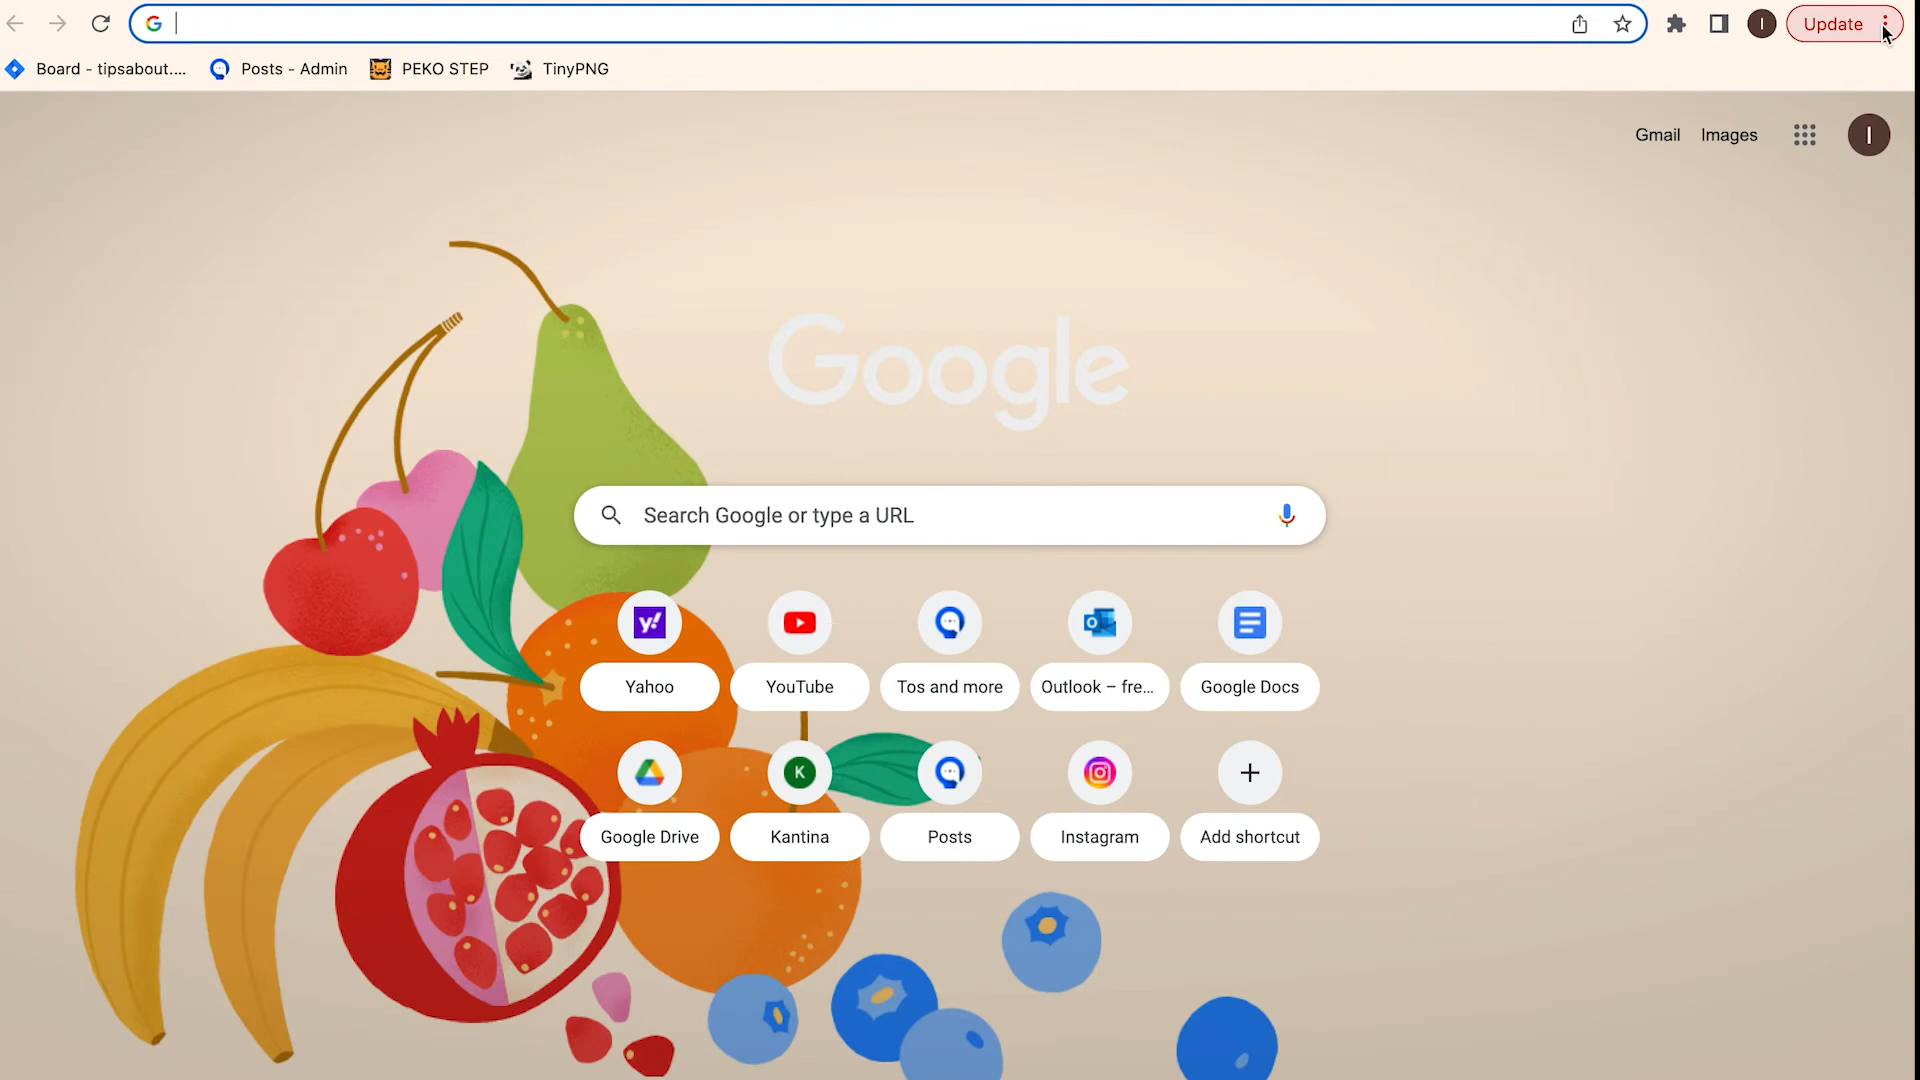 Update
Board - tipsabout....
Posts - Admin
PEKO STEP
TinyPNG
Gmail
Images
I
Google
Search Google or type a URL
Yahoo
YouTube
Tos and more
Outlook – fre...
Google Docs
K
Google Drive
Kantina
Posts
Instagram
Add shortcut